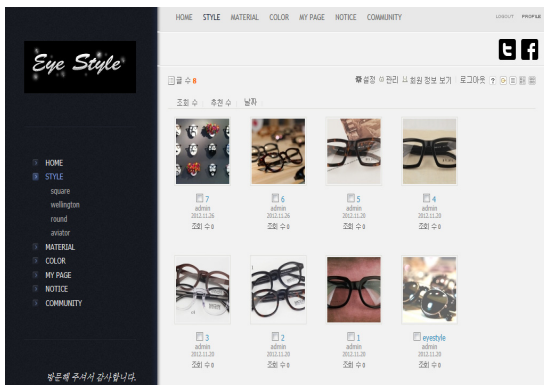 HOME STYLE MATERIAL COLOR MY PAGE NOTICE COMMUNITY
LOGOUT PROFILE
Eye Style
글 수 8
설정 관리 회원 정보 보기 로그아웃 ?
조회 수 추천 수 날짜
HOME
STYLE
square
wellington
round
aviator
MATERIAL
COLOR
MY PAGE
NOTICE
COMMUNITY
방문해 주셔서 감사합니다.
7 6 5 4
admin admin admin admin
2012.11.26 2012.11.26 2012.11.20 2012.11.20
조회 수 0 조회 수 0 조회 수 0 조회 수 0
3 2 1 eyestyle
admin admin admin admin
2012.11.20 2012.11.20 2012.11.20 2012.11.20
조회 수 0 조회 수 0 조회 수 0 조회 수 0